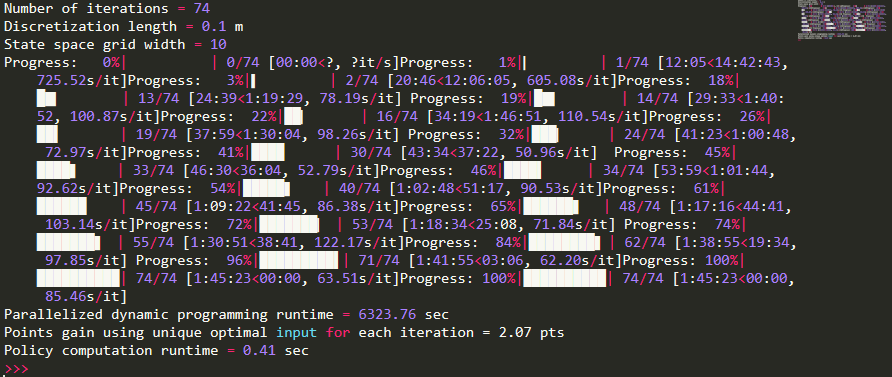 Number of iterations = 74
Discretization length = 0.1 m
State space grid width = 10
Progress:   0%|          | 0/74 [00:00<?, ?it/s]Progress:   1%|▏         | 1/74 [12:05<14:42:43,
725.52s/it]Progress:   3%|▎         | 2/74 [20:46<12:06:05, 605.08s/it]Progress:  18%|
█▊        | 13/74 [24:39<1:19:29, 78.19s/it] Progress:  19%|█▉        | 14/74 [29:33<1:40:
52, 100.87s/it]Progress:  22%|██▏       | 16/74 [34:19<1:46:51, 110.54s/it]Progress:  26%|
██▌       | 19/74 [37:59<1:30:04, 98.26s/it] Progress:  32%|███▏      | 24/74 [41:23<1:00:48,
72.97s/it]Progress:  41%|████      | 30/74 [43:34<37:22, 50.96s/it]  Progress:  45%|
████▍     | 33/74 [46:30<36:04, 52.79s/it]Progress:  46%|████▌     | 34/74 [53:59<1:01:44,
92.62s/it]Progress:  54%|█████▍    | 40/74 [1:02:48<51:17, 90.53s/it]Progress:  61%|
██████    | 45/74 [1:09:22<41:45, 86.38s/it]Progress:  65%|██████▍   | 48/74 [1:17:16<44:41,
103.14s/it]Progress:  72%|███████▏  | 53/74 [1:18:34<25:08, 71.84s/it] Progress:  74%|
███████▍  | 55/74 [1:30:51<38:41, 122.17s/it]Progress:  84%|████████▍ | 62/74 [1:38:55<19:34,
97.85s/it] Progress:  96%|█████████▌| 71/74 [1:41:55<03:06, 62.20s/it]Progress: 100%|
██████████| 74/74 [1:45:23<00:00, 63.51s/it]Progress: 100%|██████████| 74/74 [1:45:23<00:00,
85.46s/it]
Parallelized dynamic programming runtime = 6323.76 sec
Points gain using unique optimal input for each iteration = 2.07 pts
Policy computation runtime = 0.41 sec
>>>